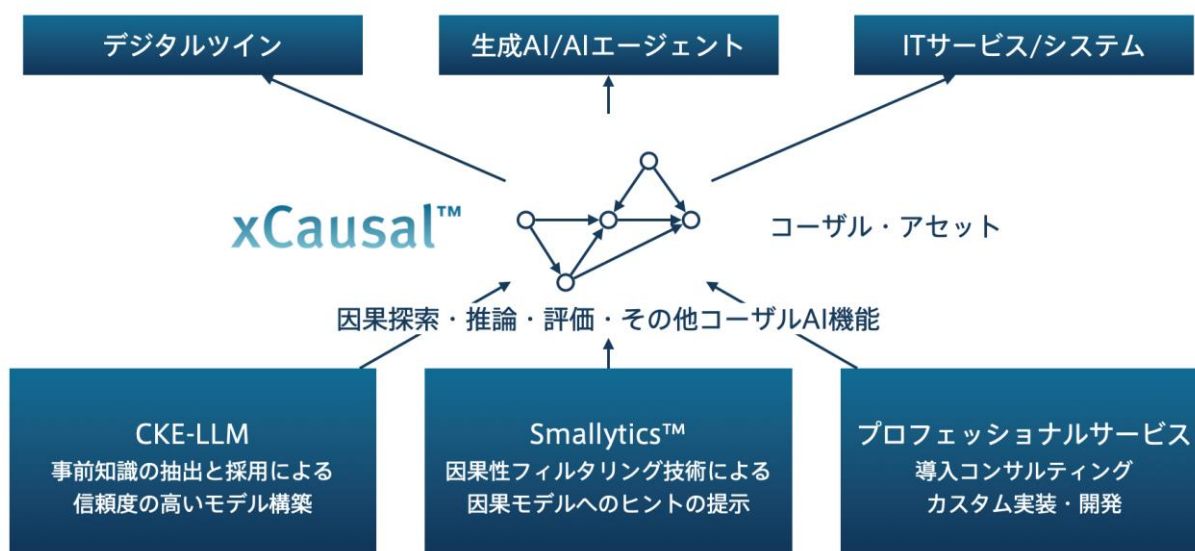 デジタルツイン
生成AI/AIエージェント
ITサービス/システム
xCausal™
コーザル・アセット
因果探索・推論・評価・その他コーザルAI機能
CKE-LLM
事前知識の抽出と採用による
信頼度の高いモデル構築
Smallytics™
因果性フィルタリング技術による
因果モデルへのヒントの提示
プロフェッショナルサービス
導入コンサルティング
カスタム実装・開発